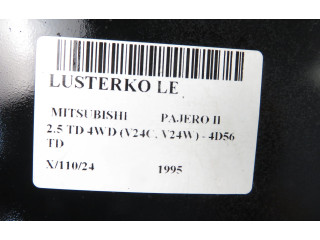 LUSTERKO LE
MITSUBISHI PAJERO II
2.5 TD 4WD (V24C, V24W) - 4D56
TD
X/110/24 1995